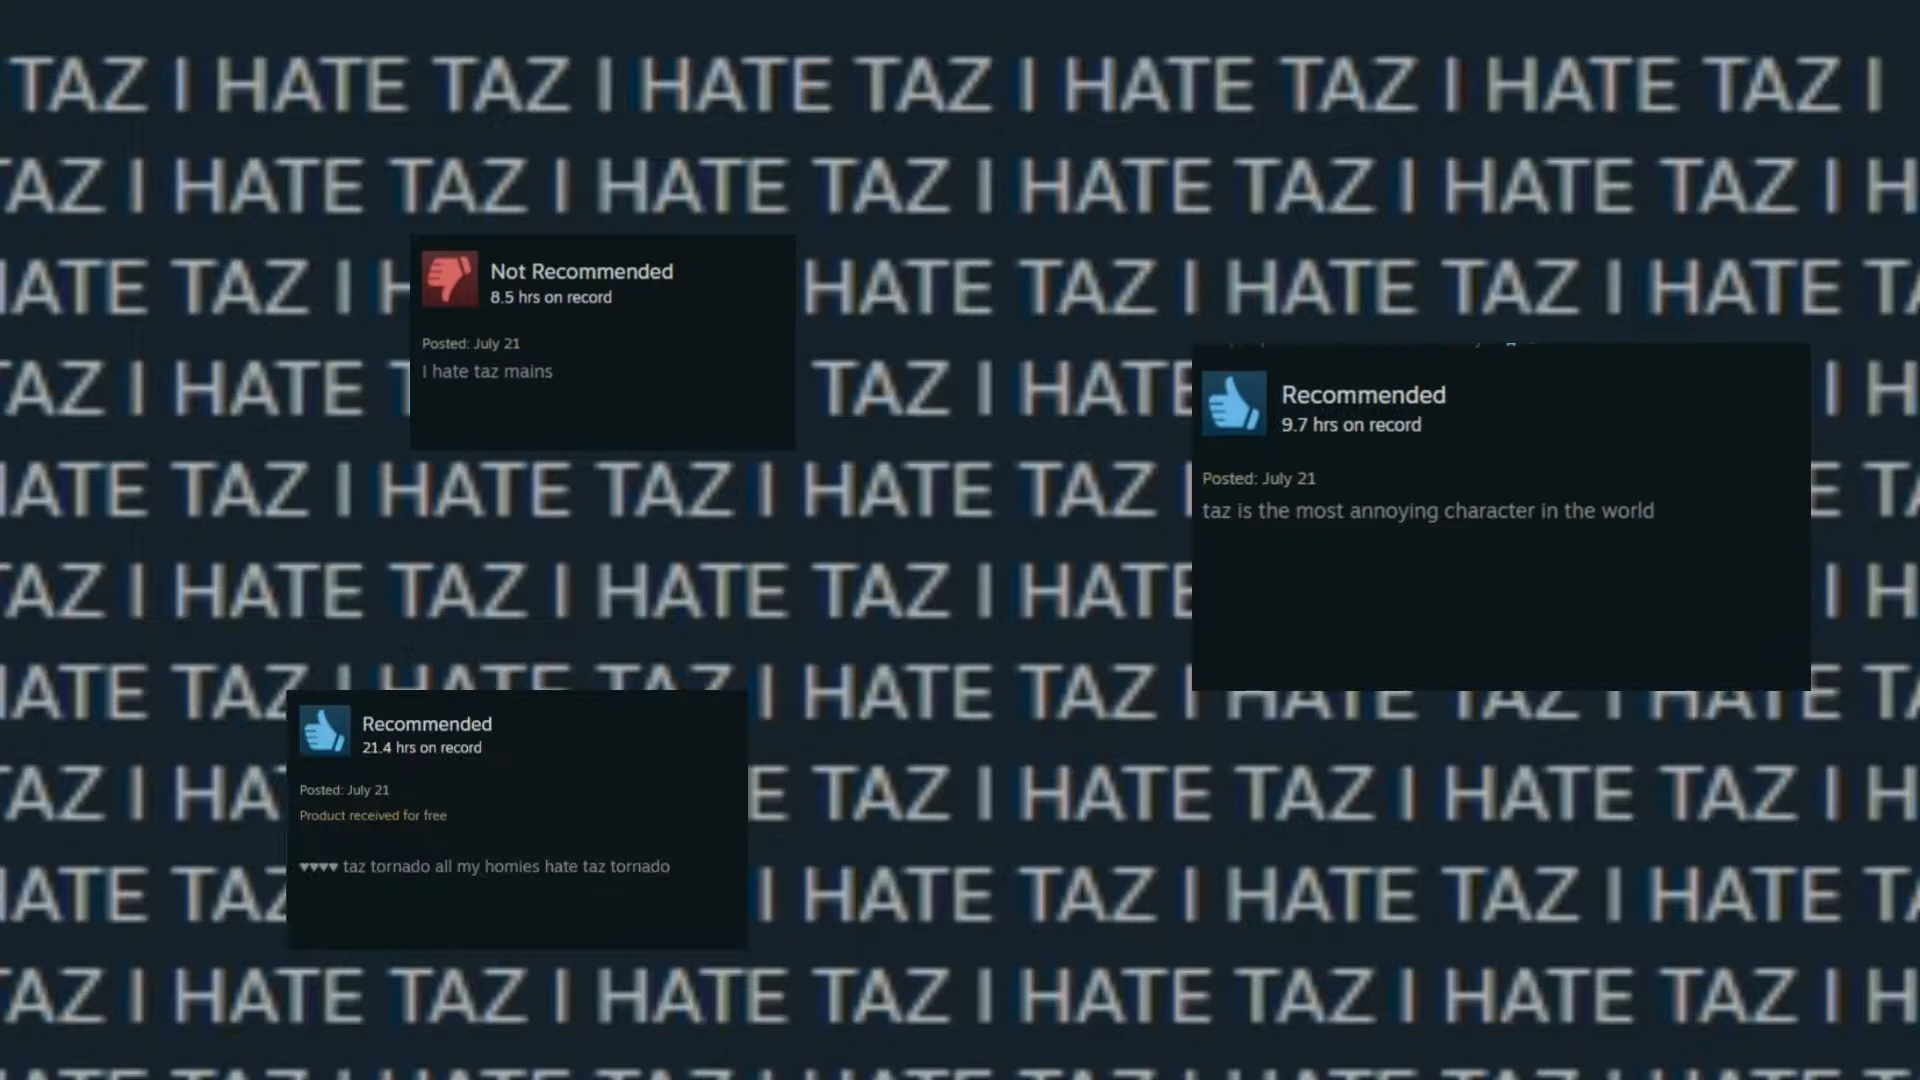 TAZ I HATE TAZ I HATE TAZ I HATE TAZ I HATE TAZ I
TAZ I HATE TAZ I HATE TAZ I HATE TAZ I HATE TAZ I H
HATE TAZ I H HATE TAZ I HATE TAZ I HATE TA
TAZ I HATE T TAZ I HATE I H
HATE TAZ I HATE TAZ I HATE TAZ I E TA
TAZ I HATE TAZ I HATE TAZ I HATE I H
HATE TAZ I HATE TAZ I HATE TAZ I HATE TAZ I HATE TA
TAZ I HA E TAZ I HATE TAZ I HATE TAZ I H
HATE TAZ I HATE TAZ I HATE TAZ I HATE TA
TAZ I HATE TAZ I HATE TAZ I HATE TAZ I HATE TAZ I H
Not Recommended
8.5 hrs on record
Posted: July 21
I hate taz mains
Recommended
9.7 hrs on record
Posted: July 21
taz is the most annoying character in the world
Recommended
21.4 hrs on record
Posted: July 21
Product received for free
♥♥♥♥ taz tornado all my homies hate taz tornado